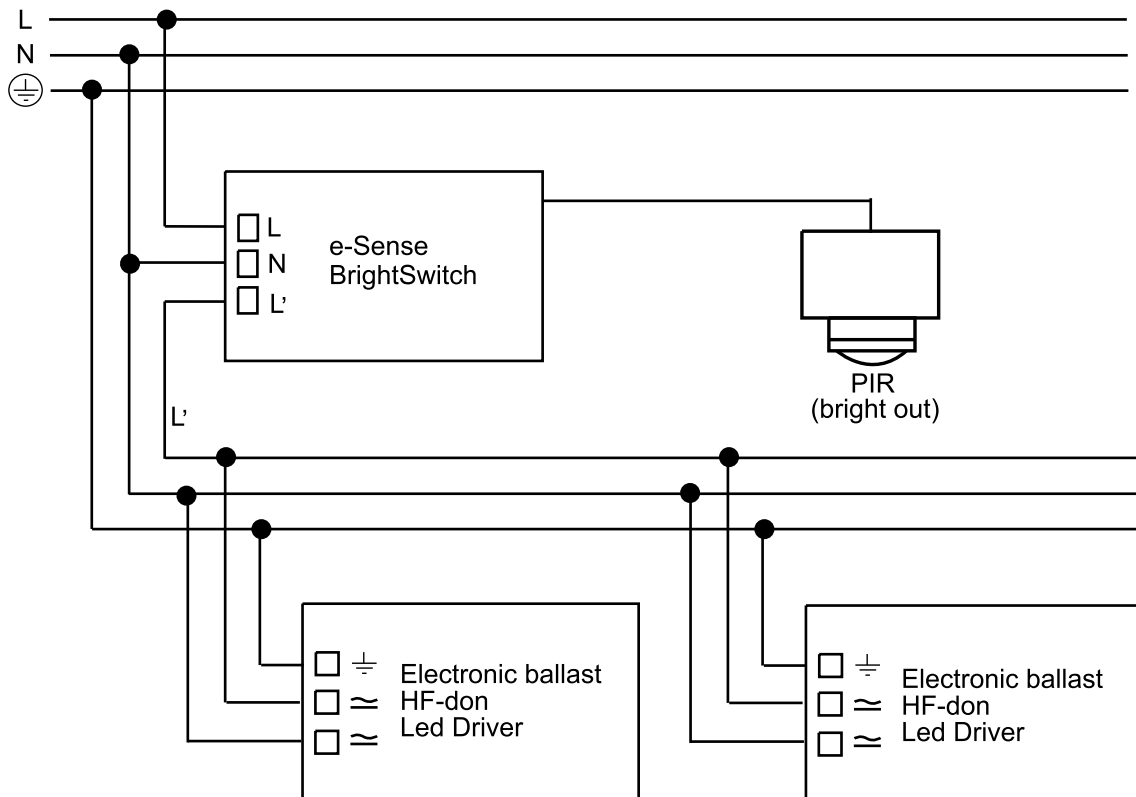 L
N
L
N
L’
e-Sense
BrightSwitch
PIR
(bright out)
L’
Electronic ballast
HF-don
Led Driver
Electronic ballast
HF-don
Led Driver